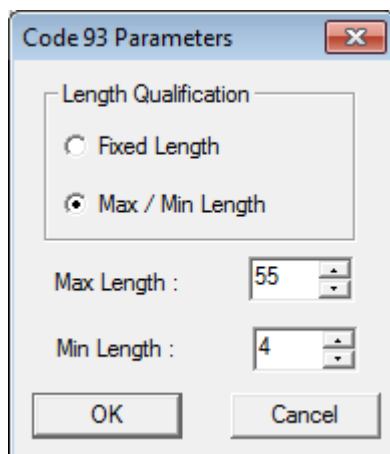 Code 93 Parameters
Length Qualification
Fixed Length
Max / Min Length
Max Length : 55
Min Length : 4
OK Cancel